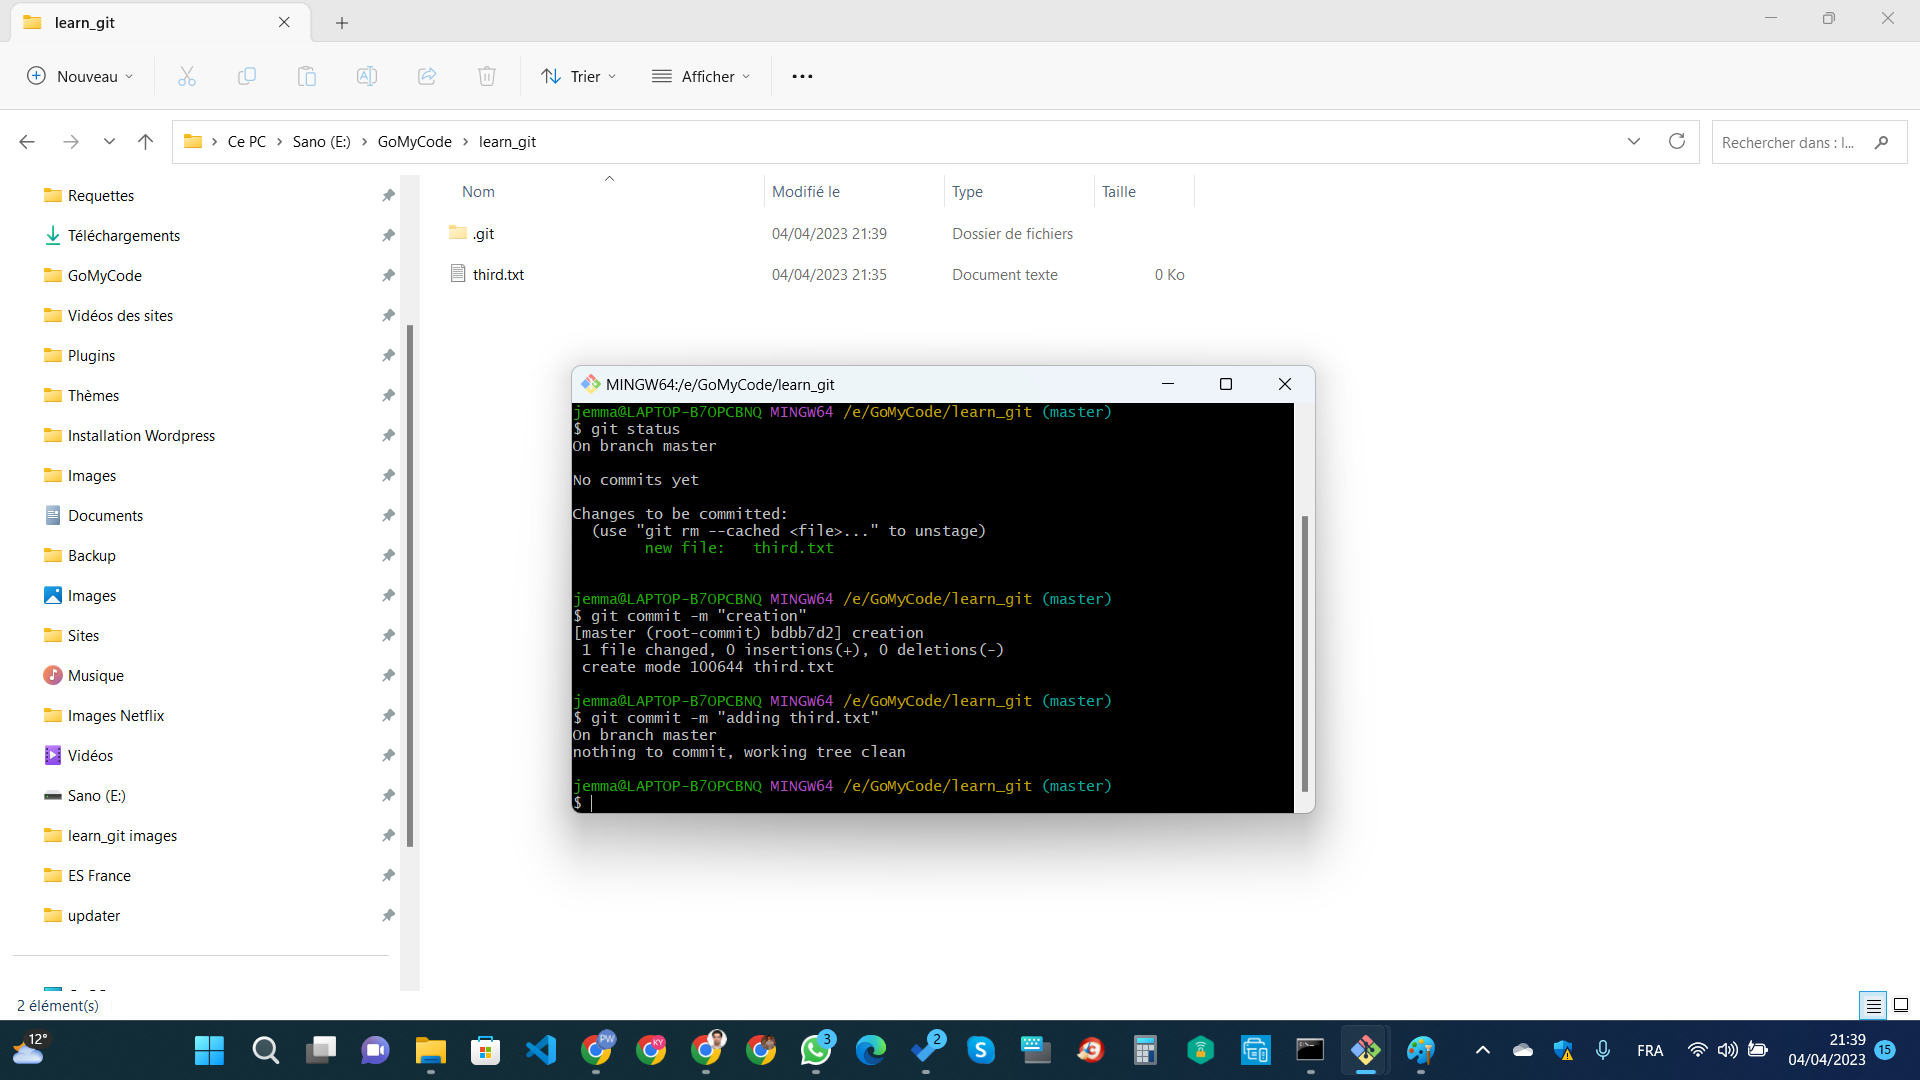 learn_git
Nouveau
Trier
Afficher
Ce PC
Sano (E:)
GoMyCode
learn_git
Rechercher dans : l...
Requettes
Téléchargements
GoMyCode
Vidéos des sites
Plugins
Thèmes
Installation Wordpress
Images
Documents
Backup
Images
Sites
Musique
Images Netflix
Vidéos
Sano (E:)
learn_git images
ES France
updater
Nom Modifié le Type Taille
.git 04/04/2023 21:39 Dossier de fichiers
third.txt 04/04/2023 21:35 Document texte 0 Ko
MINGW64:/e/GoMyCode/learn_git
jemma@LAPTOP-B7OPCBNQ MINGW64 /e/GoMyCode/learn_git (master)
$ git status
On branch master
No commits yet
Changes to be committed:
(use "git rm --cached <file>..." to unstage)
new file: third.txt
jemma@LAPTOP-B7OPCBNQ MINGW64 /e/GoMyCode/learn_git (master)
$ git commit -m "creation"
[master (root-commit) bdbb7d2] creation
1 file changed, 0 insertions(+), 0 deletions(-)
create mode 100644 third.txt
jemma@LAPTOP-B7OPCBNQ MINGW64 /e/GoMyCode/learn_git (master)
$ git commit -m "adding third.txt"
On branch master
nothing to commit, working tree clean
jemma@LAPTOP-B7OPCBNQ MINGW64 /e/GoMyCode/learn_git (master)
$
2 élément(s)
12°
PW
KY
3
2
S
FRA
21:39
04/04/2023
15